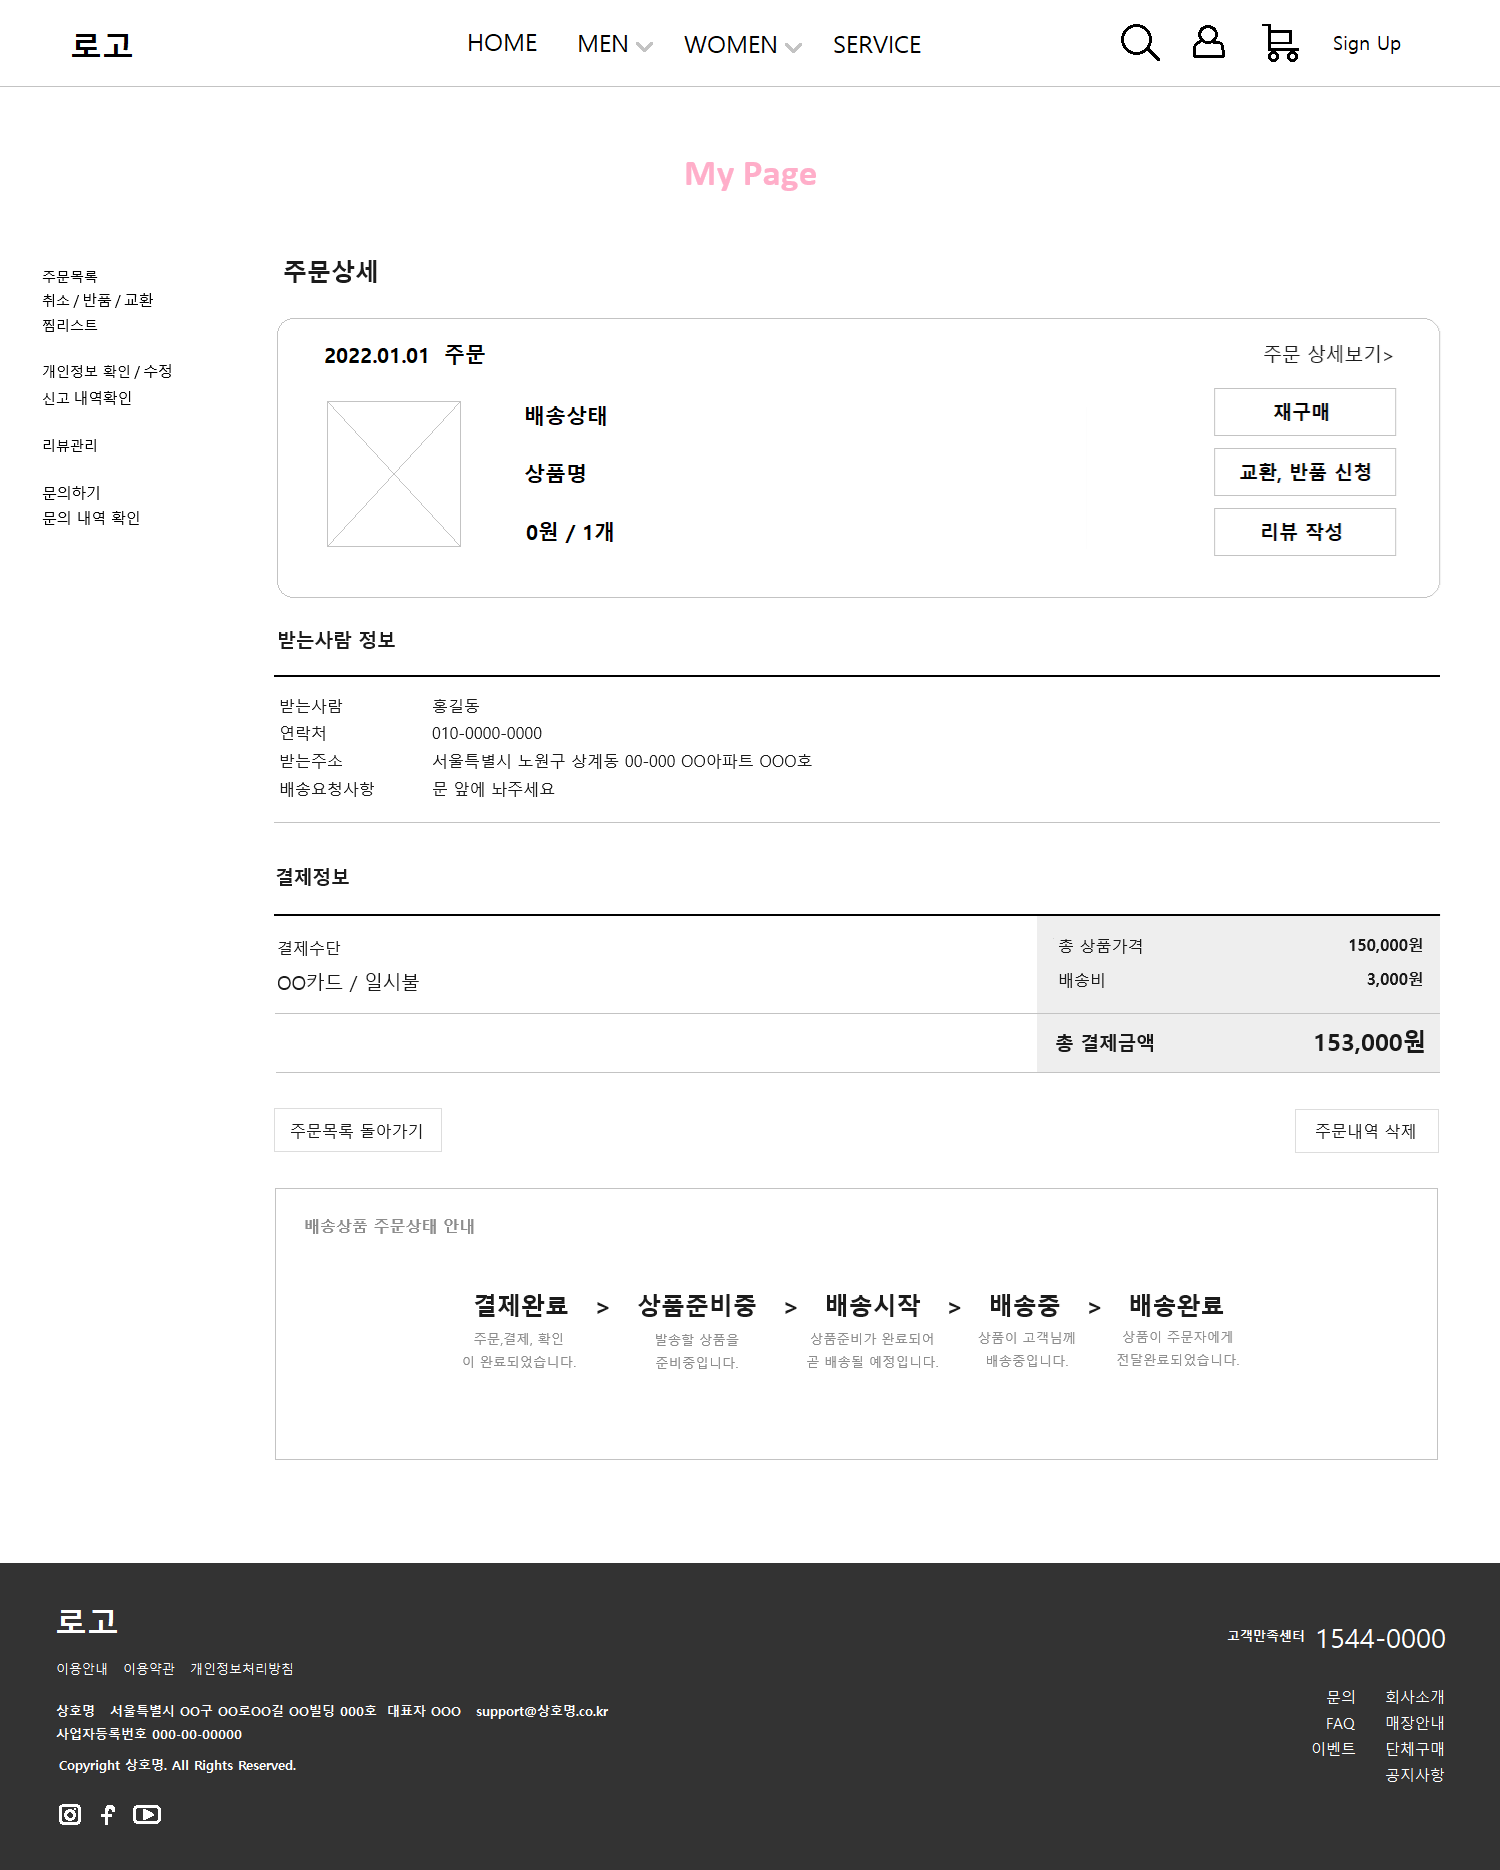 로고
HOME MEN WOMEN SERVICE
Sign Up
My Page
주문목록
취소 / 반품 / 교환
찜리스트
개인정보 확인 / 수정
신고 내역확인
리뷰관리
문의하기
문의 내역 확인
주문상세
2022.01.01 주문
주문 상세보기>
배송상태
상품명
0원 / 1개
재구매
교환, 반품 신청
리뷰 작성
받는사람 정보
받는사람 홍길동
연락처 010-0000-0000
받는주소 서울특별시 노원구 상계동 00-000 OO아파트 OOO호
배송요청사항 문 앞에 놔주세요
결제정보
결제수단
OO카드 / 일시불
총 상품가격 150,000원
배송비 3,000원
총 결제금액 153,000원
주문목록 돌아가기
주문내역 삭제
배송상품 주문상태 안내
결제완료 > 상품준비중 > 배송시작 > 배송중 > 배송완료
주문,결제, 확인
이 완료되었습니다.
발송할 상품을
준비중입니다.
상품준비가 완료되어
곧 배송될 예정입니다.
상품이 고객님께
배송중입니다.
상품이 주문자에게
전달완료되었습니다.
로고
이용안내 이용약관 개인정보처리방침
상호명 서울특별시 OO구 OO로OO길 OO빌딩 000호 대표자 OOO support@상호명.co.kr
사업자등록번호 000-00-00000
Copyright 상호명. All Rights Reserved.
고객만족센터 1544-0000
문의 회사소개
FAQ 매장안내
이벤트 단체구매
공지사항